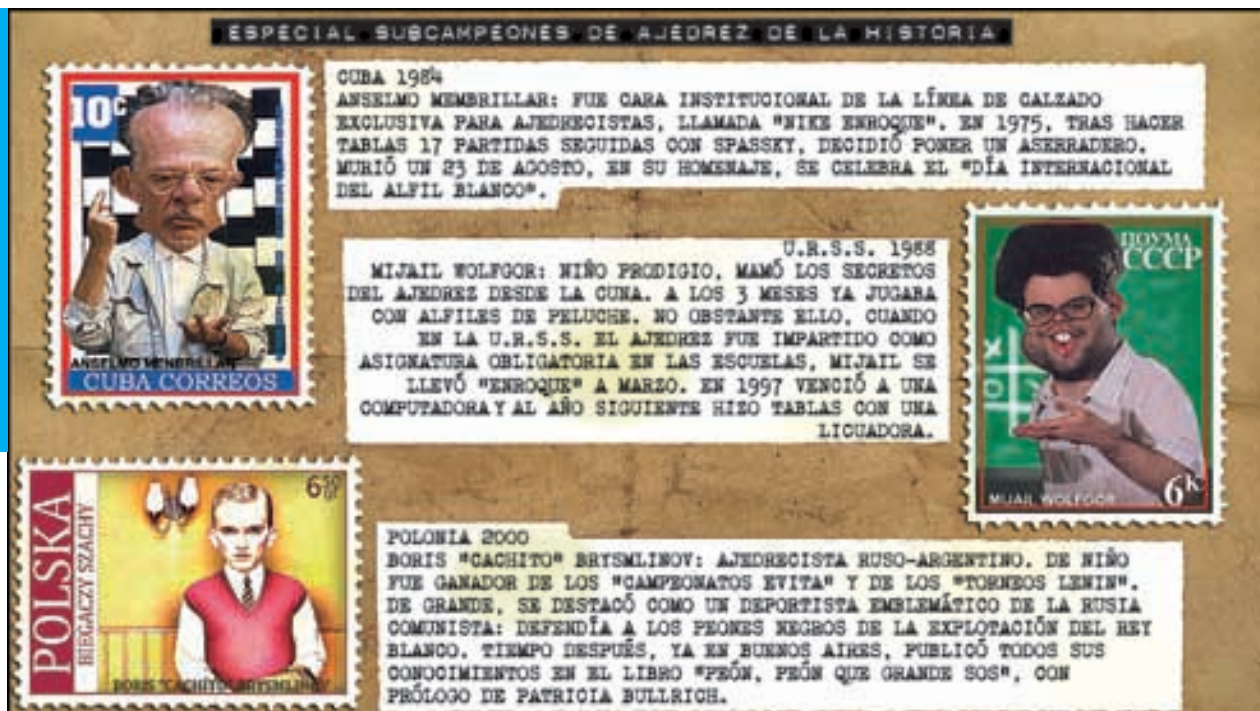 ESPECIAL SUBCAMPEONES DE AJEDREZ DE LA HISTORIA
10c
ANSELMO MEMBRILLAR
CUBA CORREOS
CUBA 1984
ANSELMO MEMBRILLAR: FUE CARA INSTITUCIONAL DE LA LÍNEA DE CALZADO
EXCLUSIVA PARA AJEDRECISTAS, LLAMADA "NIKE ENROQUE". EN 1975, TRAS HACER
TABLAS 17 PARTIDAS SEGUIDAS CON SPASSKY, DECIDIÓ PONER UN ASERRADERO.
MURIÓ UN 23 DE AGOSTO, EN SU HOMENAJE, SE CELEBRA EL "DÍA INTERNACIONAL
DEL ALFIL BLANCO".
U.R.S.S. 1988
MIJAIL WOLFGOR: NIÑO PRODIGIO, MAMÓ LOS SECRETOS
DEL AJEDREZ DESDE LA CUNA. A LOS 3 MESES YA JUGABA
CON ALFILES DE PELUCHE. NO OBSTANTE ELLO, CUANDO
EN LA U.R.S.S. EL AJEDREZ FUE IMPARTIDO COMO
ASIGNATURA OBLIGATORIA EN LAS ESCUELAS, MIJAIL SE
LLEVÓ "ENROQUE" A MARZO. EN 1997 VENCIÓ A UNA
COMPUTADORA Y AL AÑO SIGUIENTE HIZO TABLAS CON UNA
LICUADORA.
ПОУМА
СССР
MIJAIL WOLFGOR
6K
POLSKA
BIEGACZY SZACHY
6 50 zł
BORIS "CACHITO" BRYSMLINOV
POLONIA 2000
BORIS "CACHITO" BRYSMLINOV: AJEDRECISTA RUSO-ARGENTINO. DE NIÑO
FUE GANADOR DE LOS "CAMPEONATOS EVITA" Y DE LOS "TORNEOS LENIN".
DE GRANDE, SE DESTACÓ COMO UN DEPORTISTA EMBLEMÁTICO DE LA RUSIA
COMUNISTA: DEFENDÍA A LOS PEONES NEGROS DE LA EXPLOTACIÓN DEL REY
BLANCO. TIEMPO DESPUÉS, YA EN BUENOS AIRES, PUBLICÓ TODOS SUS
CONOCIMIENTOS EN EL LIBRO "PEÓN, PEÓN QUE GRANDE SOS", CON
PRÓLOGO DE PATRICIA BULLRICH.